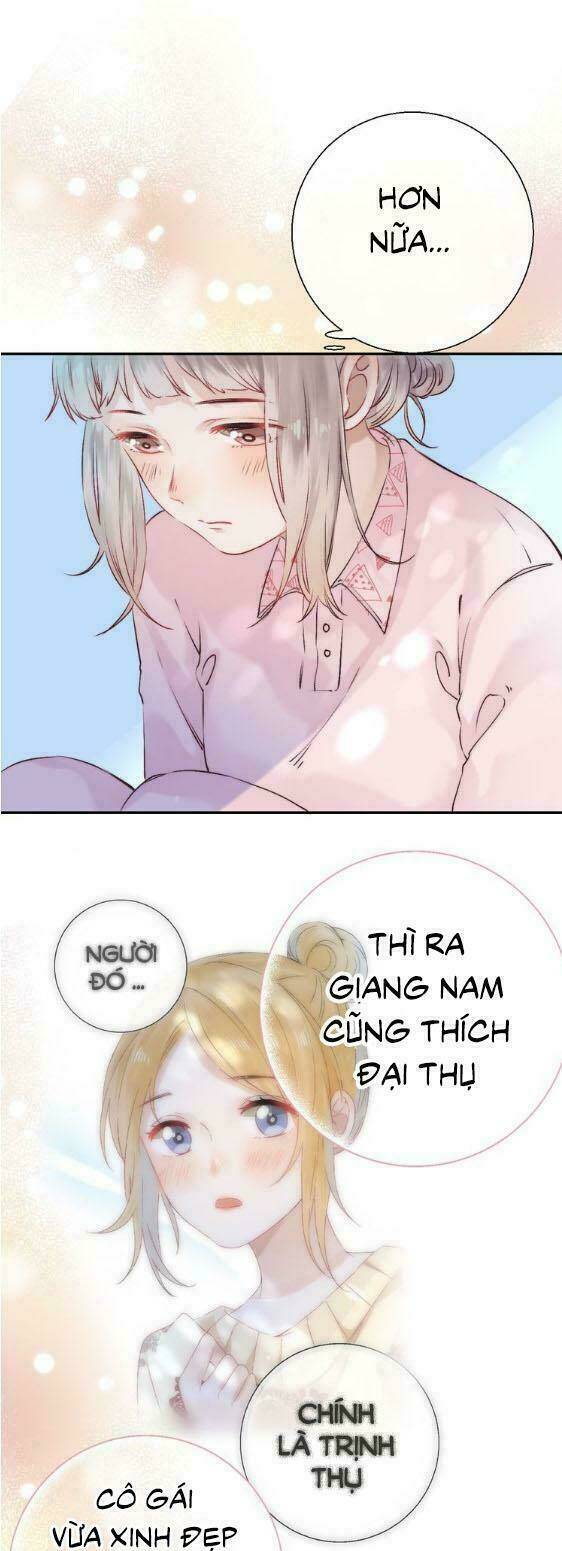 HƠN
NỮA...
NGƯỜI
ĐÓ ...
THÌ RA
GIANG NAM
CŨNG THÍCH
ĐẠI THỤ
CHÍNH
LÀ TRỊNH
THỤ
CÔ GÁI
VỪA XINH ĐẸP